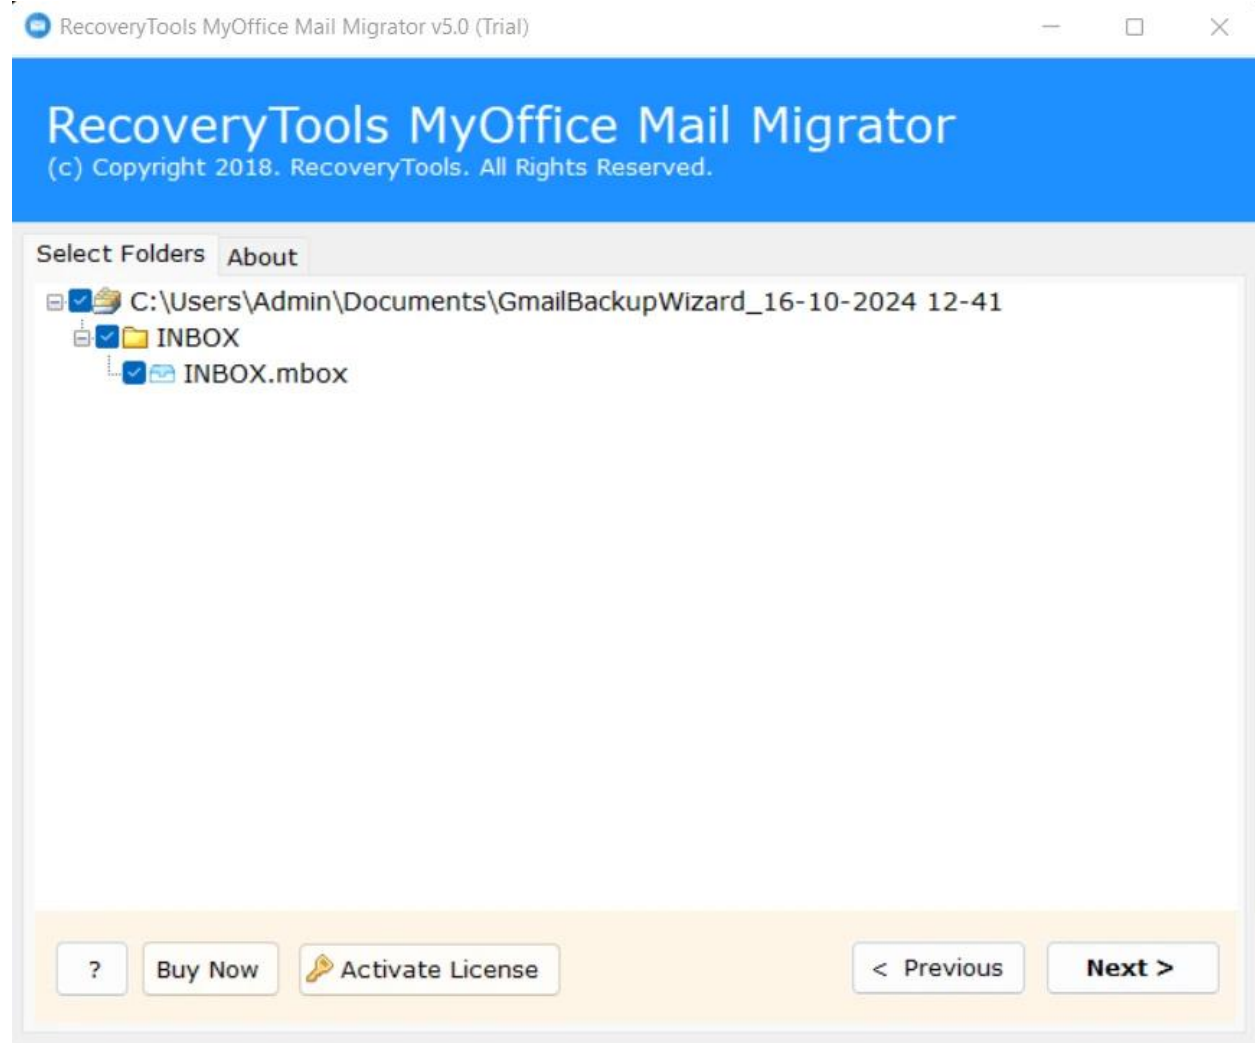 RecoveryTools MyOffice Mail Migrator v5.0 (Trial)
RecoveryTools MyOffice Mail Migrator
(c) Copyright 2018. RecoveryTools. All Rights Reserved.
Select Folders About
C:\Users\Admin\Documents\GmailBackupWizard_16-10-2024 12-41
INBOX
INBOX.mbox
? Buy Now Activate License < Previous Next >